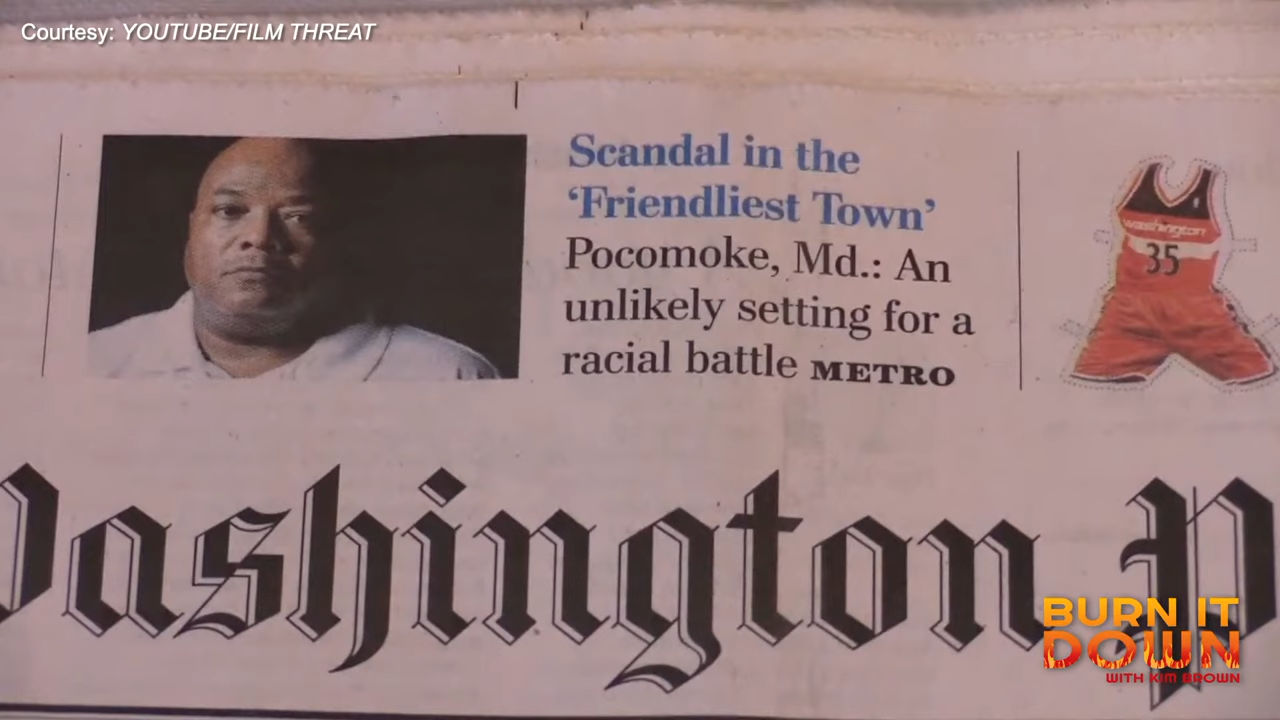 Courtesy: YOUTUBE/FILM THREAT
Scandal in the
‘Friendliest Town’
Pocomoke, Md.: An
unlikely setting for a
racial battle METRO
washington
35
Washington P
BURN IT
DOWN
WITH KIM BROWN